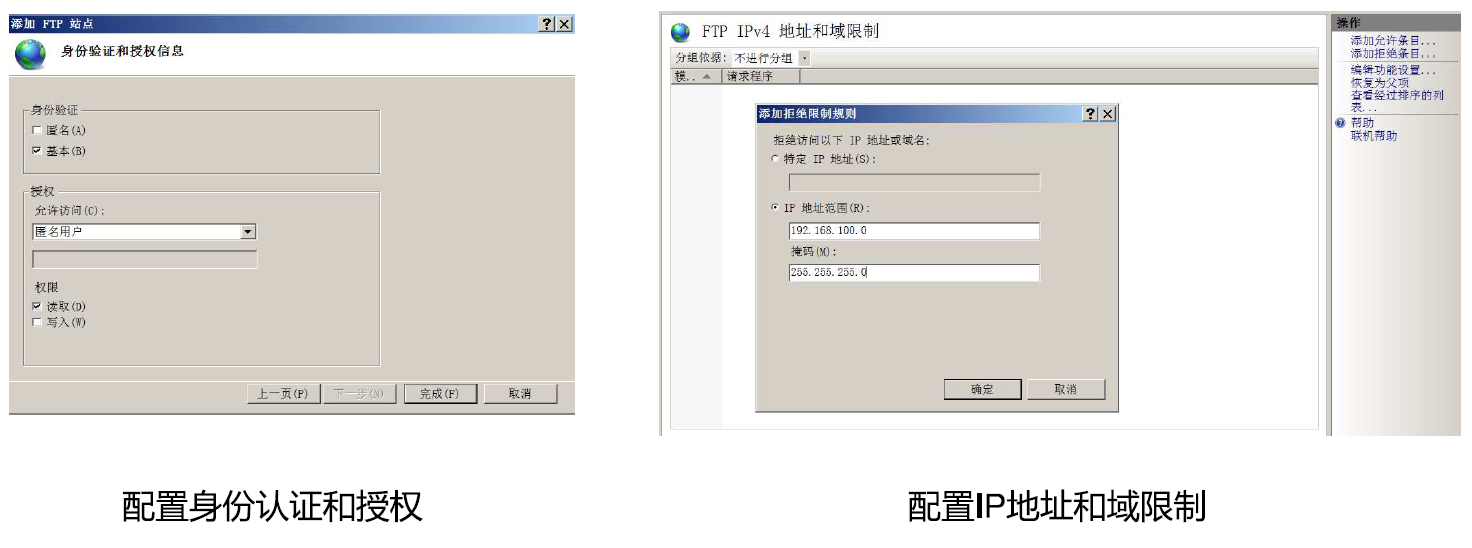 添加 FTP 站点
身份验证和授权信息
身份验证
匿名(A)
基本(B)
授权
允许访问(C):
匿名用户
权限
读取(D)
写入(W)
上一页(P)
下一步(N)
完成(F)
取消
配置身份认证和授权
FTP IPv4 地址和域限制
分组依据: 不进行分组
模..
请求程序
添加拒绝限制规则
拒绝访问以下 IP 地址或域名:
特定 IP 地址(S):
IP 地址范围(R):
192.168.100.0
掩码(M):
255.255.255.0
确定
取消
操作
添加允许条目...
添加拒绝条目...
编辑功能设置...
恢复为父项
查看经过排序的列
表...
帮助
联机帮助
配置IP地址和域限制